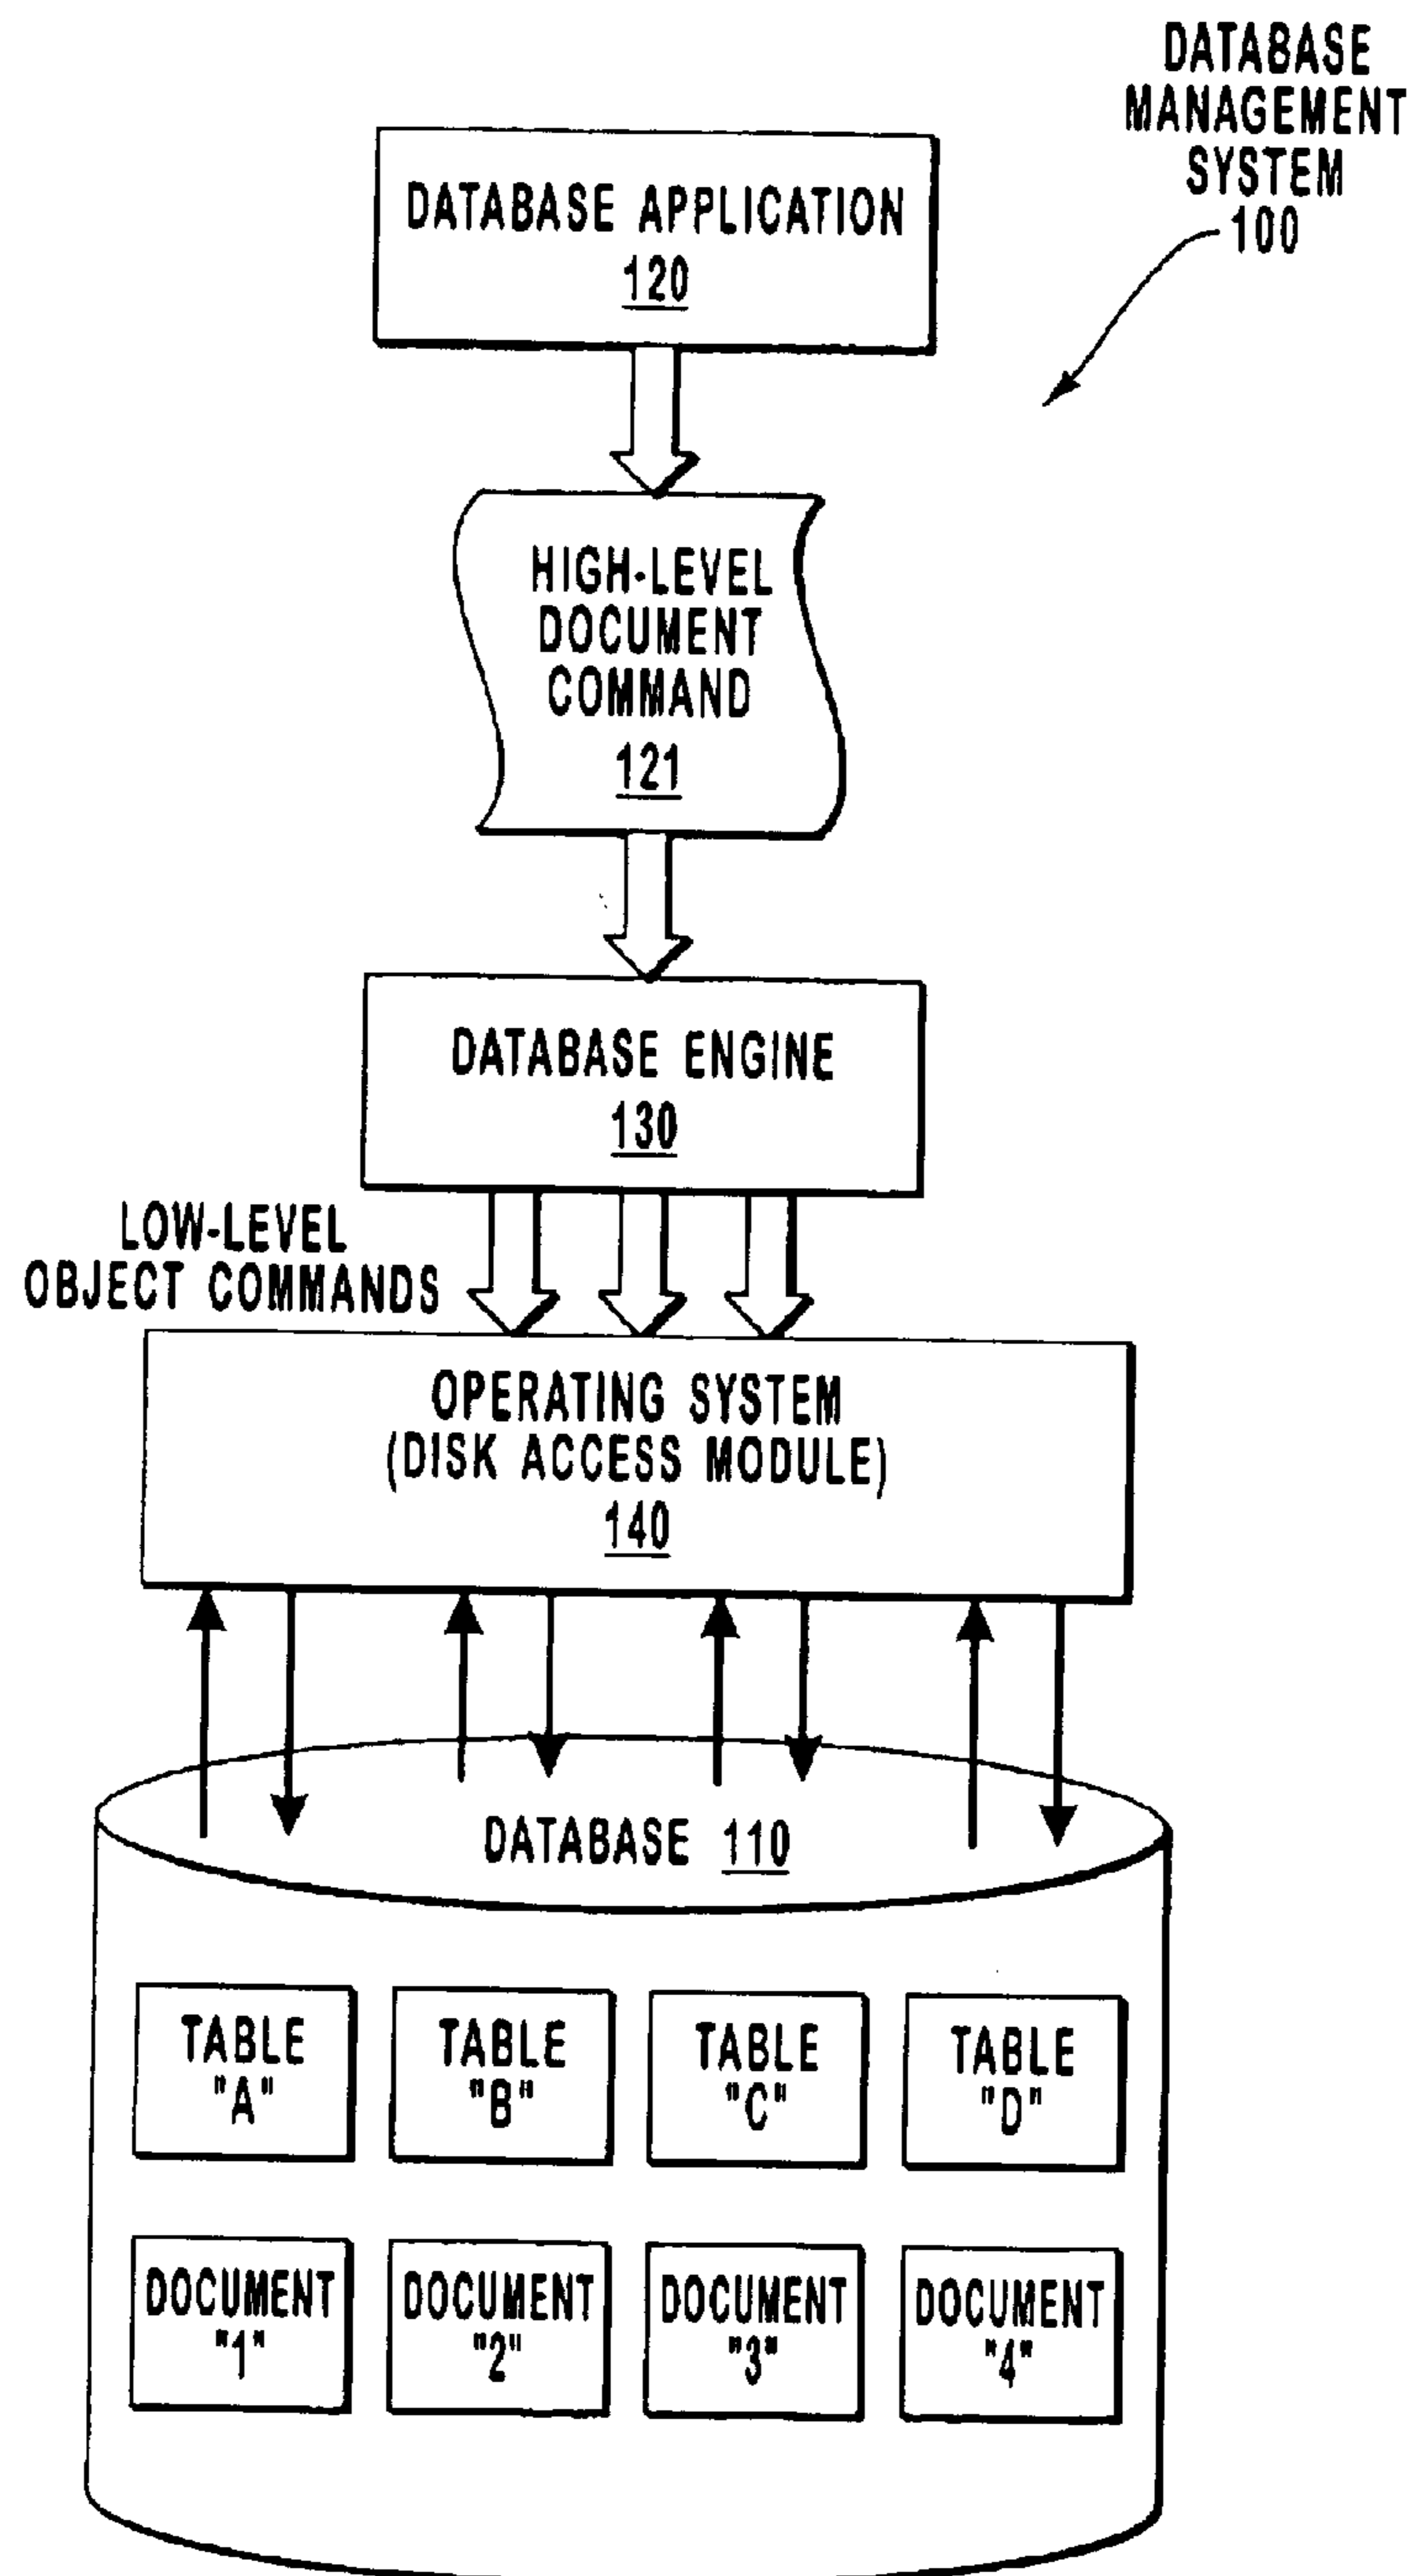 DATABASE
MANAGEMENT
SYSTEM
100
DATABASE APPLICATION
120
HIGH-LEVEL
DOCUMENT
COMMAND
121
DATABASE ENGINE
130
LOW-LEVEL
OBJECT COMMANDS
OPERATING SYSTEM
(DISK ACCESS MODULE)
140
DATABASE 110
TABLE
"A"
TABLE
"B"
TABLE
"C"
TABLE
"D"
DOCUMENT
"1"
DOCUMENT
"2"
DOCUMENT
"3"
DOCUMENT
"4"